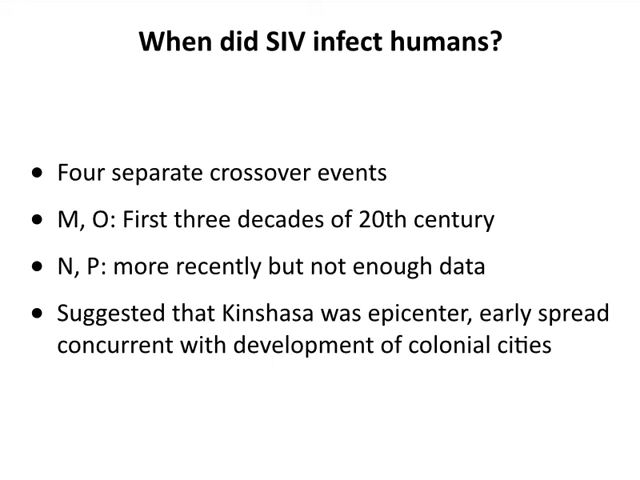 When did SIV infect humans?
• Four separate crossover events
• M, O: First three decades of 20th century
• N, P: more recently but not enough data
• Suggested that Kinshasa was epicenter, early spread
concurrent with development of colonial cities